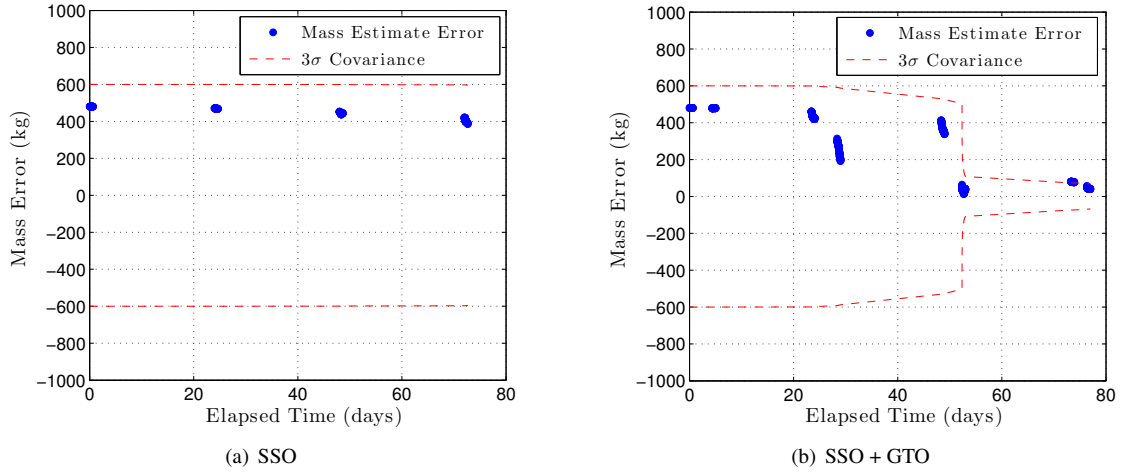 1000
800
600
400
200
0
−200
−400
−600
−800
−1000
Mass Error (kg)
Mass Estimate Error
3σ Covariance
0 20 40 60 80
Elapsed Time (days)
(a) SSO
1000
800
600
400
200
0
−200
−400
−600
−800
−1000
Mass Error (kg)
Mass Estimate Error
3σ Covariance
0 20 40 60 80
Elapsed Time (days)
(b) SSO + GTO